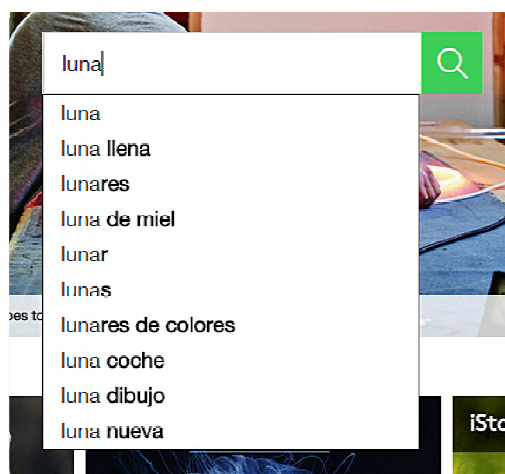 luna
luna
luna llena
lunares
luna de miel
lunar
lunas
lunares de colores
luna coche
luna dibujo
luna nueva